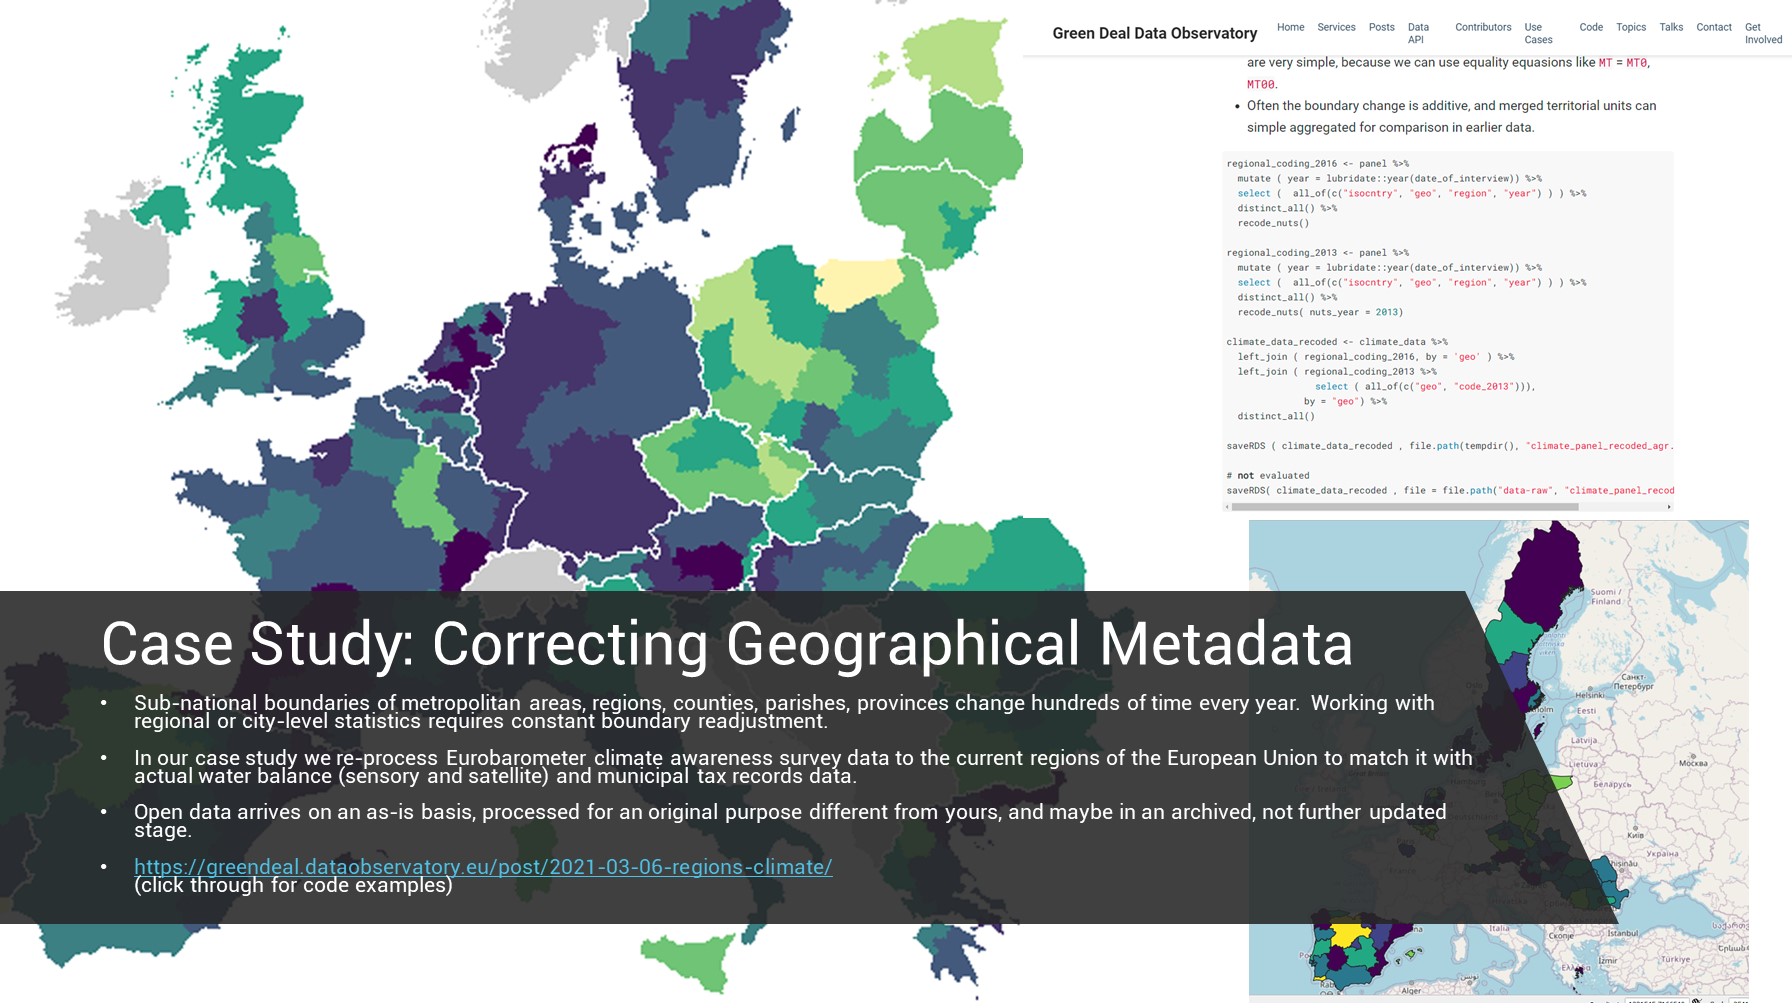 Green Deal Data Observatory
Home Services Posts Data API Contributors Use Cases Code Topics Talks Contact Get Involved
are very simple, because we can use equality equasions like MT = MT0,
MT00.
• Often the boundary change is additive, and merged territorial units can
simple aggregated for comparison in earlier data.
regional_coding_2016 <- panel %>%
mutate ( year = lubridate::year(date_of_interview)) %>%
select (  all_of(c("isocntry", "geo", "region", "year") ) ) %>%
distinct_all() %>%
recode_nuts()
regional_coding_2013 <- panel %>%
mutate ( year = lubridate::year(date_of_interview)) %>%
select (  all_of(c("isocntry", "geo", "region", "year") ) ) %>%
distinct_all() %>%
recode_nuts( nuts_year = 2013)
climate_data_recoded <- climate_data %>%
left_join ( regional_coding_2016, by = 'geo' ) %>%
left_join ( regional_coding_2013 %>%
select ( all_of(c("geo", "code_2013"))),
by = "geo") %>%
distinct_all()
saveRDS ( climate_data_recoded , file.path(tempdir(), "climate_panel_recoded_agr.
# not evaluated
saveRDS( climate_data_recoded , file = file.path("data-raw", "climate_panel_recod
Case Study: Correcting Geographical Metadata
• Sub-national boundaries of metropolitan areas, regions, counties, parishes, provinces change hundreds of time every year. Working with
regional or city-level statistics requires constant boundary readjustment.
• In our case study we re-process Eurobarometer climate awareness survey data to the current regions of the European Union to match it with
actual water balance (sensory and satellite) and municipal tax records data.
• Open data arrives on an as-is basis, processed for an original purpose different from yours, and maybe in an archived, not further updated
stage.
• https://greendeal.dataobservatory.eu/post/2021-03-06-regions-climate/
(click through for code examples)
Suomi /
Finland
Санкт-
Петербург
Helsinki
holm
Eesti
Latvija
Москва
Lietuva
Беларусь
Київ
Україна
Chișinău
Italia
Скопје
İstanbul
Ελλάς
İzmir
Türkiye
Alger
تونس
Rabat